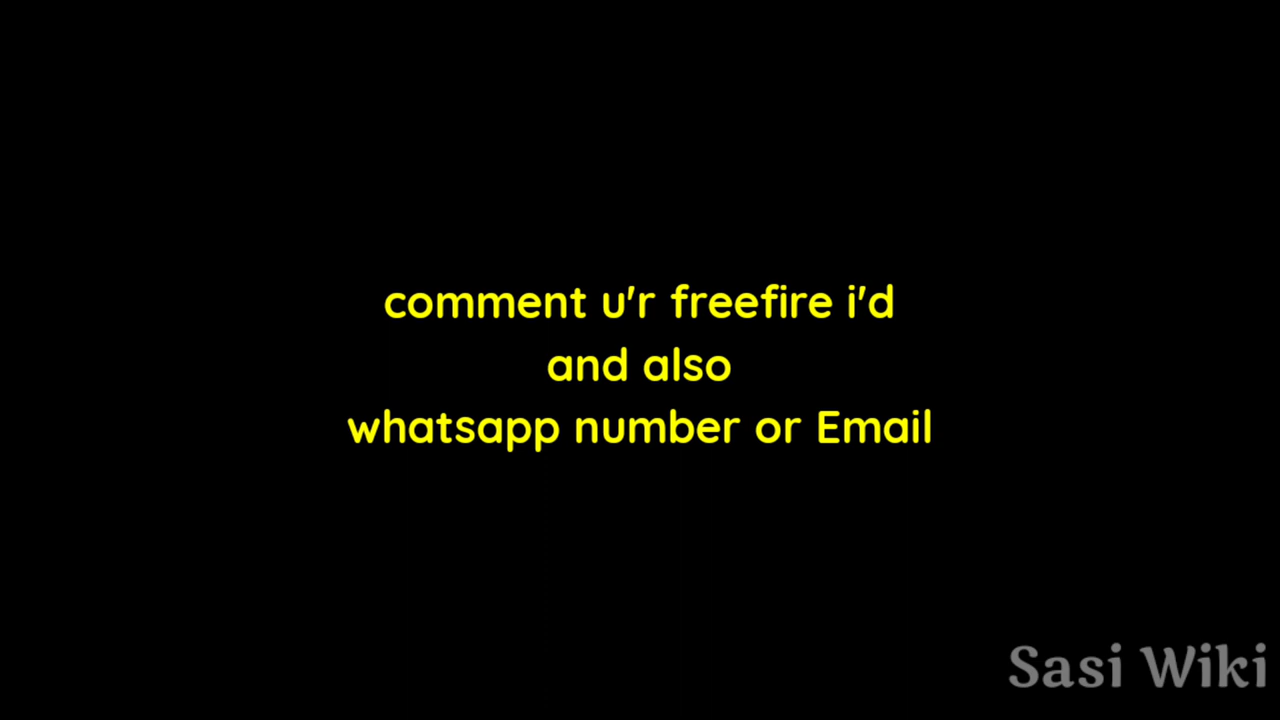 comment u'r freefire i'd
and also
whatsapp number or Email
Sasi Wiki